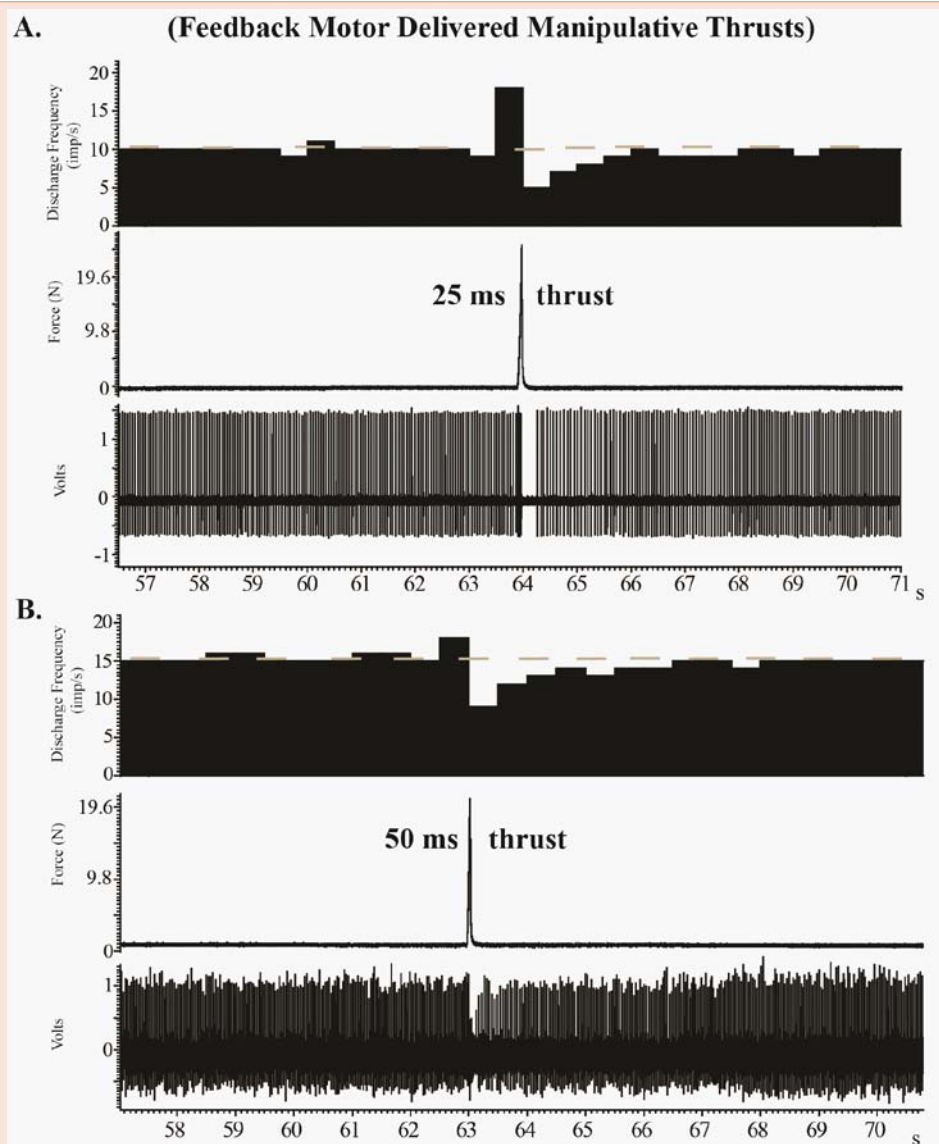 A. (Feedback Motor Delivered Manipulative Thrusts)
Discharge Frequency
(imp/s)
20
15
10
5
0
Force (N)
19.6
9.8
0
25 ms thrust
Volts
1
0
-1
57 58 59 60 61 62 63 64 65 66 67 68 69 70 71 s
B.
Discharge Frequency
(imp/s)
20
15
10
5
0
Force (N)
19.6
9.8
0
50 ms thrust
Volts
1
0
58 59 60 61 62 63 64 65 66 67 68 69 70 s